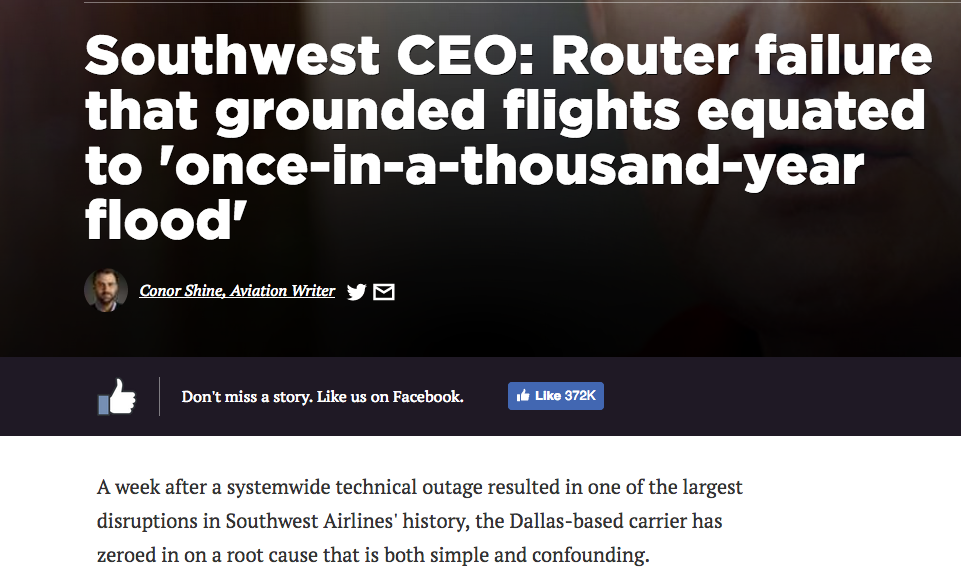 Southwest CEO: Router failure
that grounded flights equated
to 'once-in-a-thousand-year
flood'
Conor Shine, Aviation Writer
Don't miss a story. Like us on Facebook.
Like 372K
A week after a systemwide technical outage resulted in one of the largest
disruptions in Southwest Airlines' history, the Dallas-based carrier has
zeroed in on a root cause that is both simple and confounding.